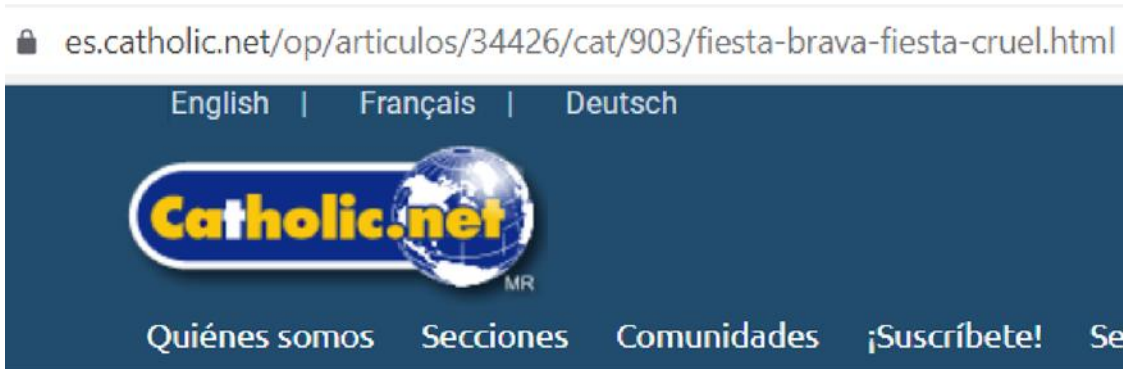 es.catholic.net/op/articulos/34426/cat/903/fiesta-brava-fiesta-cruel.html
English | Français | Deutsch
Catholic.net
MR
Quiénes somos Secciones Comunidades ¡Suscríbete! Se